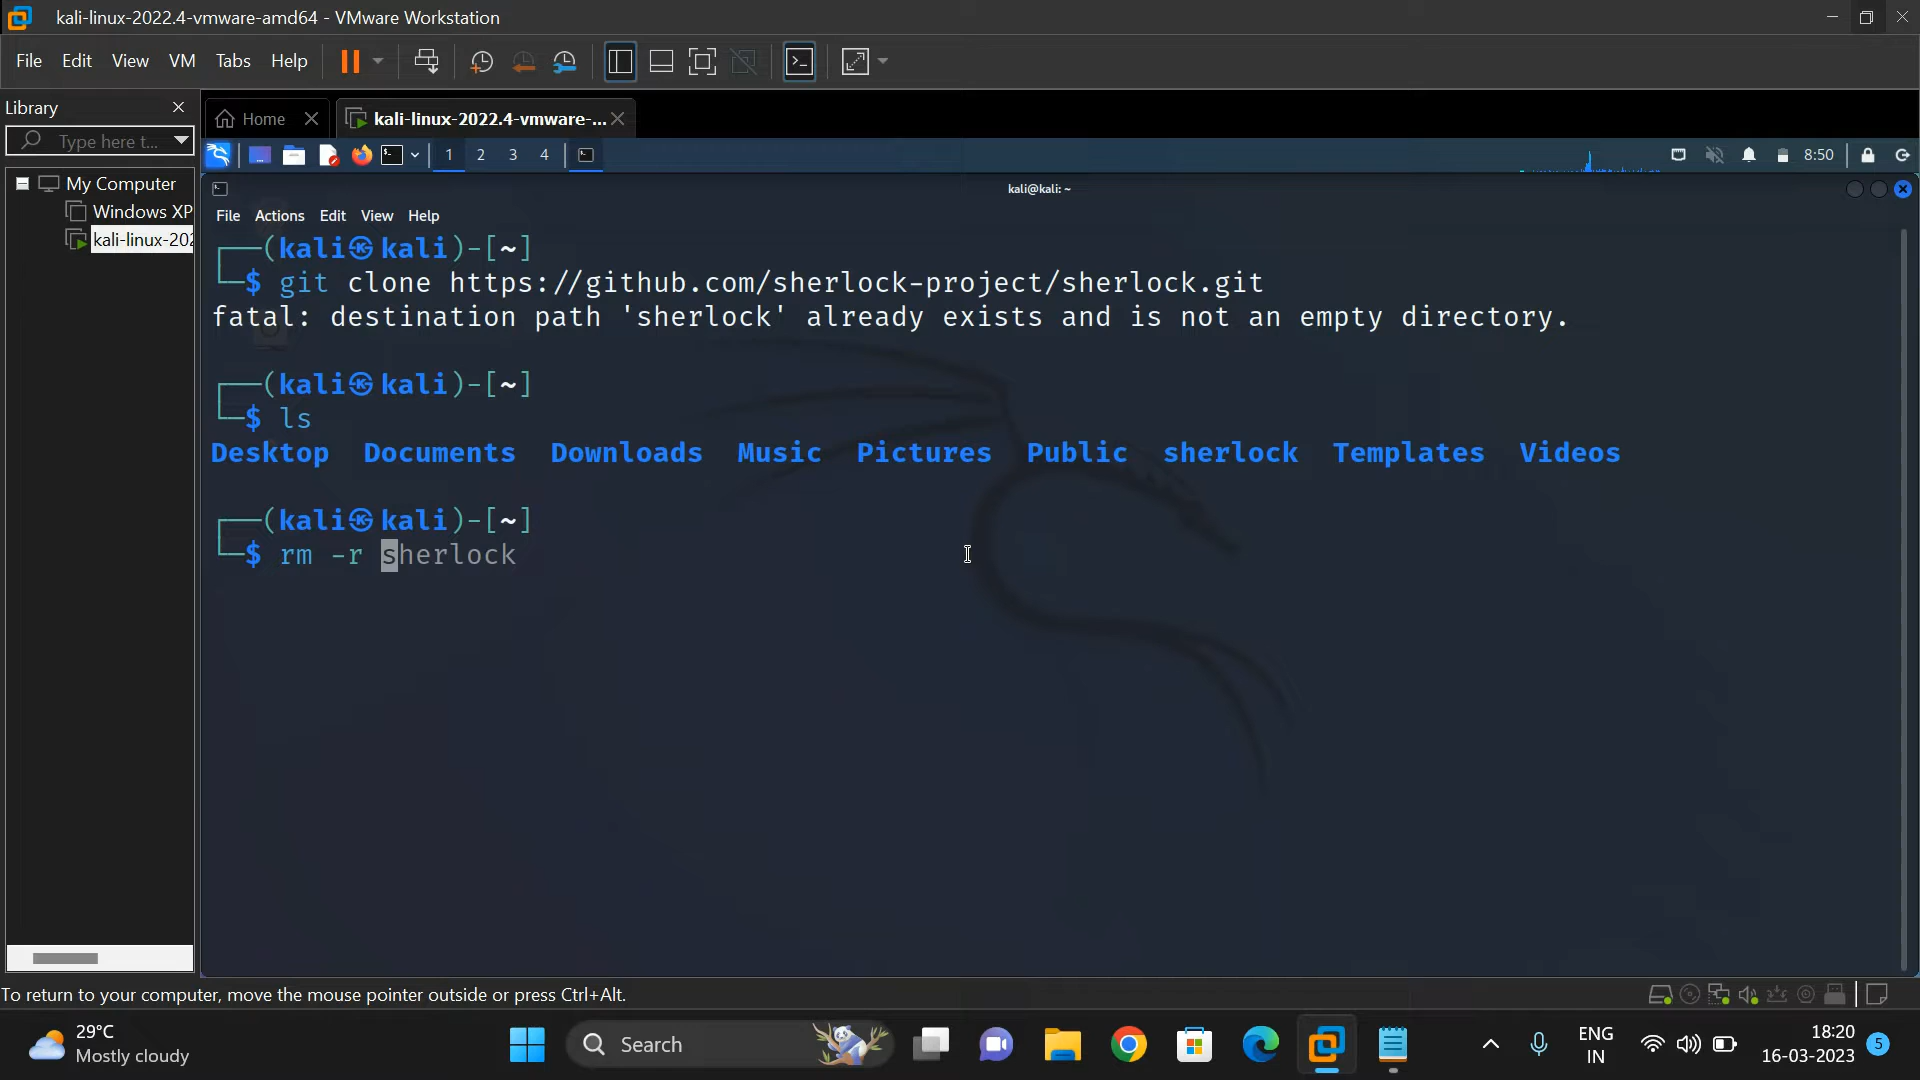 kali-linux-2022.4-vmware-amd64 - VMware Workstation
File Edit View VM Tabs Help
Library
Home
kali-linux-2022.4-vmware-...
Type here t...
1 2 3 4
8:50
My Computer
kali@kali: ~
Windows XP
File Actions Edit View Help
kali-linux-202
┌──(kali㉿kali)-[~]
└─$ git clone https://github.com/sherlock-project/sherlock.git
fatal: destination path 'sherlock' already exists and is not an empty directory.
┌──(kali㉿kali)-[~]
└─$ ls
Desktop Documents Downloads Music Pictures Public sherlock Templates Videos
┌──(kali㉿kali)-[~]
└─$ rm -r sherlock
To return to your computer, move the mouse pointer outside or press Ctrl+Alt.
29°C
Mostly cloudy
Search
ENG
IN
18:20
16-03-2023
5